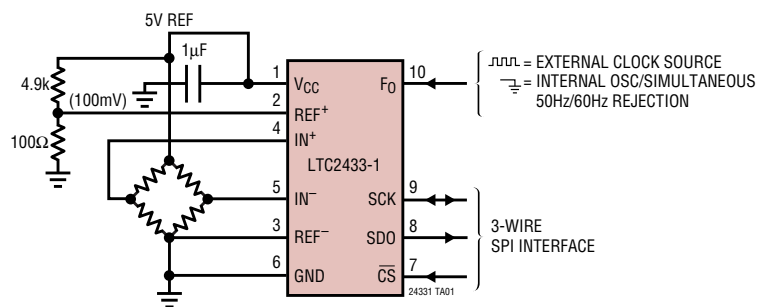 5V REF
1µF
4.9k
(100mV)
100Ω
1
2
4
5
3
6
VCC
REF+
IN+
LTC2433-1
IN−
REF−
GND
FO
SCK
SDO
CS
10
9
8
7
= EXTERNAL CLOCK SOURCE
= INTERNAL OSC/SIMULTANEOUS
50Hz/60Hz REJECTION
3-WIRE
SPI INTERFACE
24331 TA01